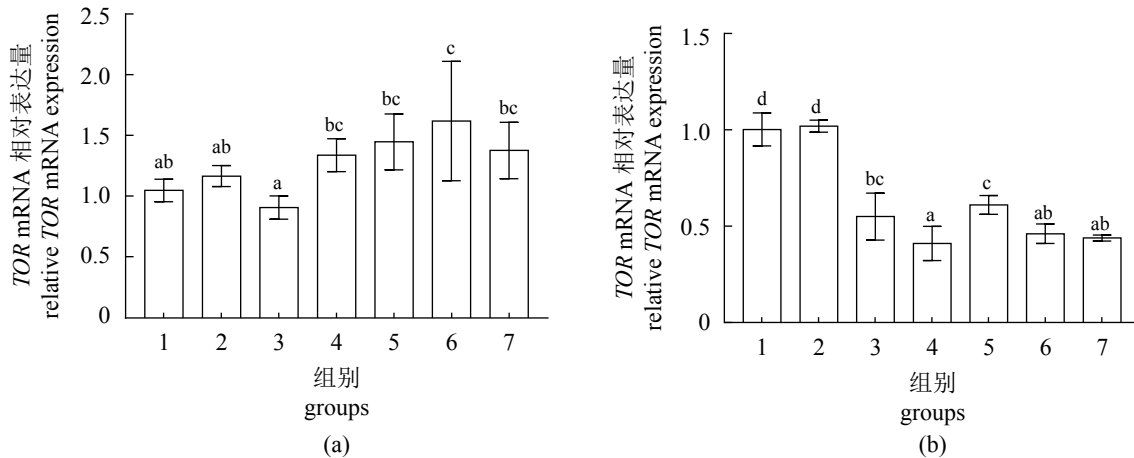 TOR mRNA 相对表达量
relative TOR mRNA expression
2.5
2.0
1.5
1.0
0.5
0
ab
ab
a
bc
bc
c
bc
1 2 3 4 5 6 7
组别
groups
(a)
TOR mRNA 相对表达量
relative TOR mRNA expression
1.5
1.0
0.5
0
d
d
bc
a
c
ab
ab
1 2 3 4 5 6 7
组别
groups
(b)